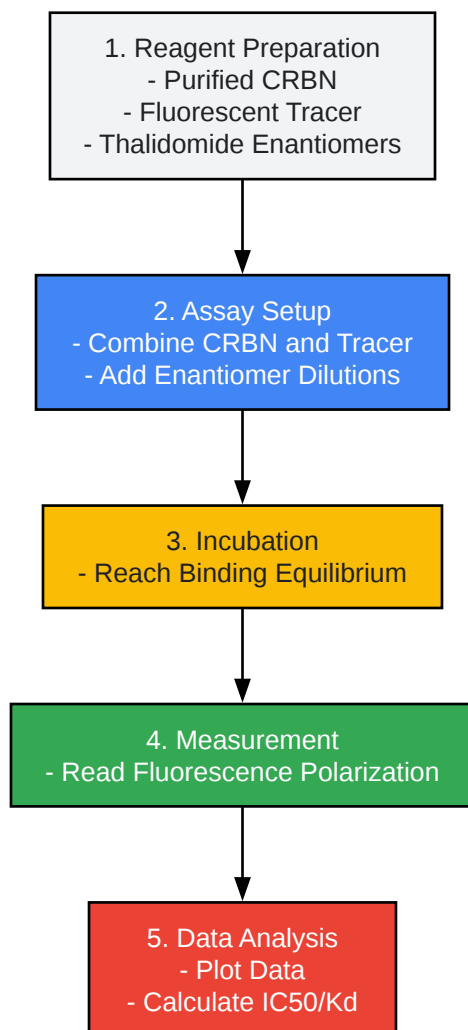 1. Reagent Preparation
- Purified CRBN
- Fluorescent Tracer
- Thalidomide Enantiomers
2. Assay Setup
- Combine CRBN and Tracer
- Add Enantiomer Dilutions
3. Incubation
- Reach Binding Equilibrium
4. Measurement
- Read Fluorescence Polarization
5. Data Analysis
- Plot Data
- Calculate IC50/Kd